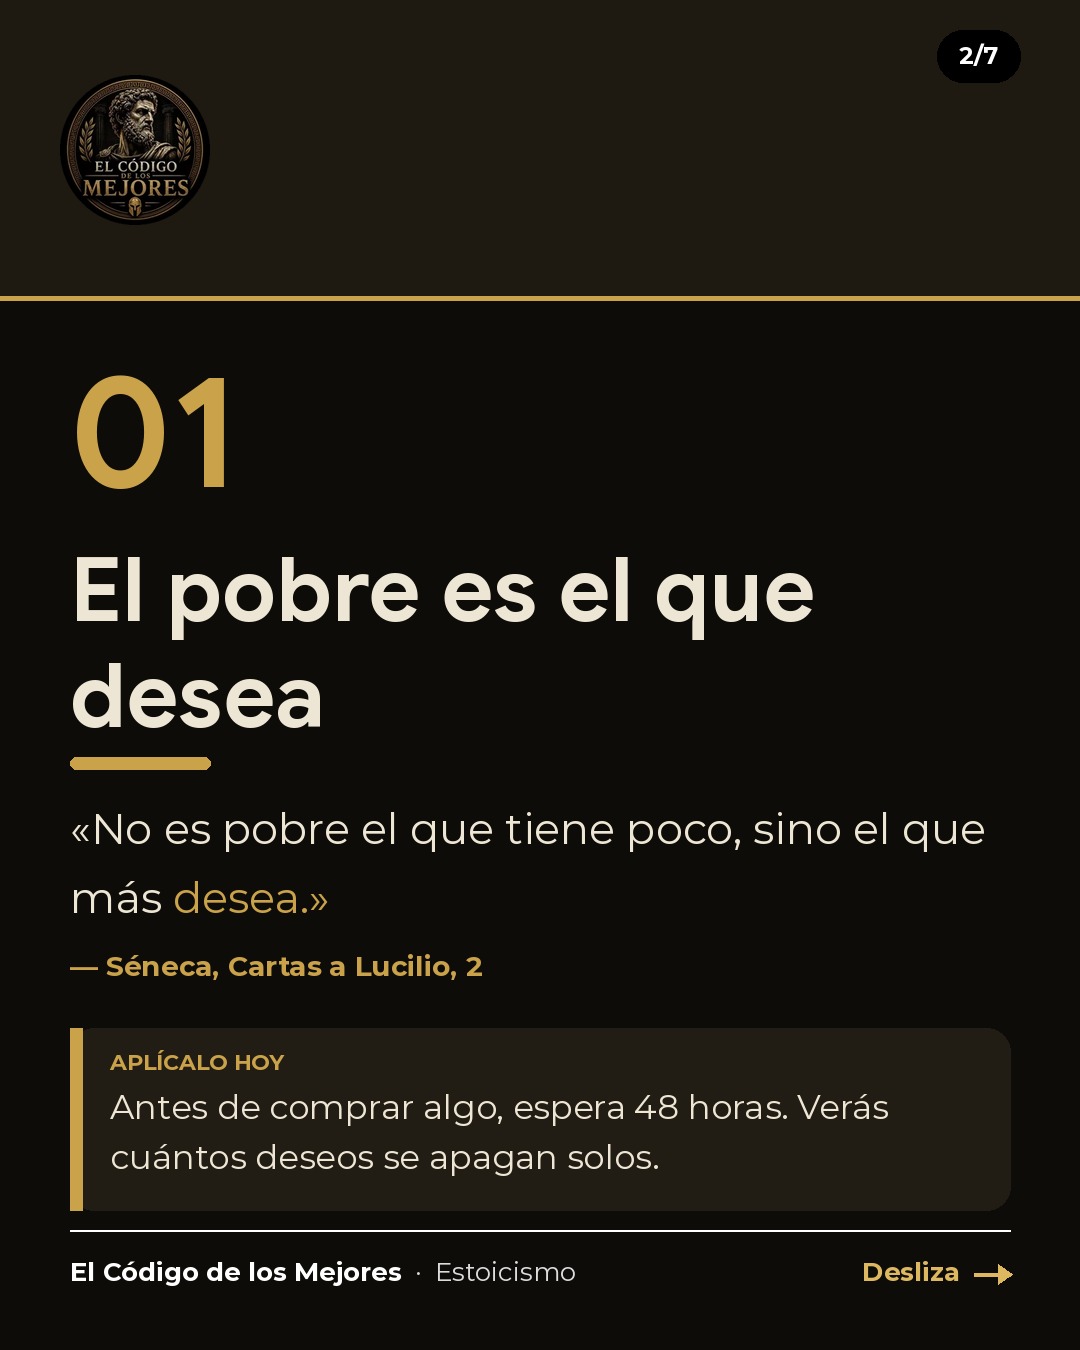 2/7
EL CÓDIGO
DE LOS
MEJORES
01
El pobre es el que
desea
«No es pobre el que tiene poco, sino el que
más desea.»
— Séneca, Cartas a Lucilio, 2
APLÍCALO HOY
Antes de comprar algo, espera 48 horas. Verás
cuántos deseos se apagan solos.
El Código de los Mejores · Estoicismo
Desliza